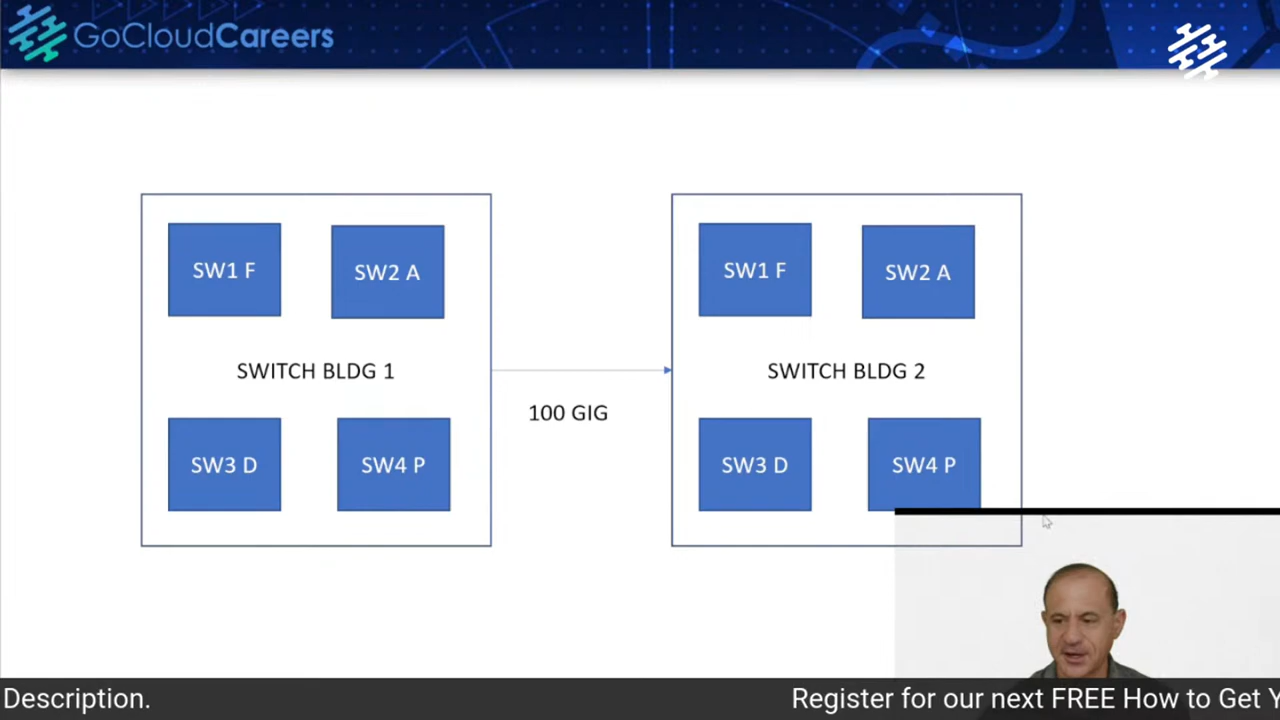 GoCloudCareers
SW1 F
SW2 A
SWITCH BLDG 1
SW3 D
SW4 P
100 GIG
SW1 F
SW2 A
SWITCH BLDG 2
SW3 D
SW4 P
Description.
Register for our next FREE How to Get Y